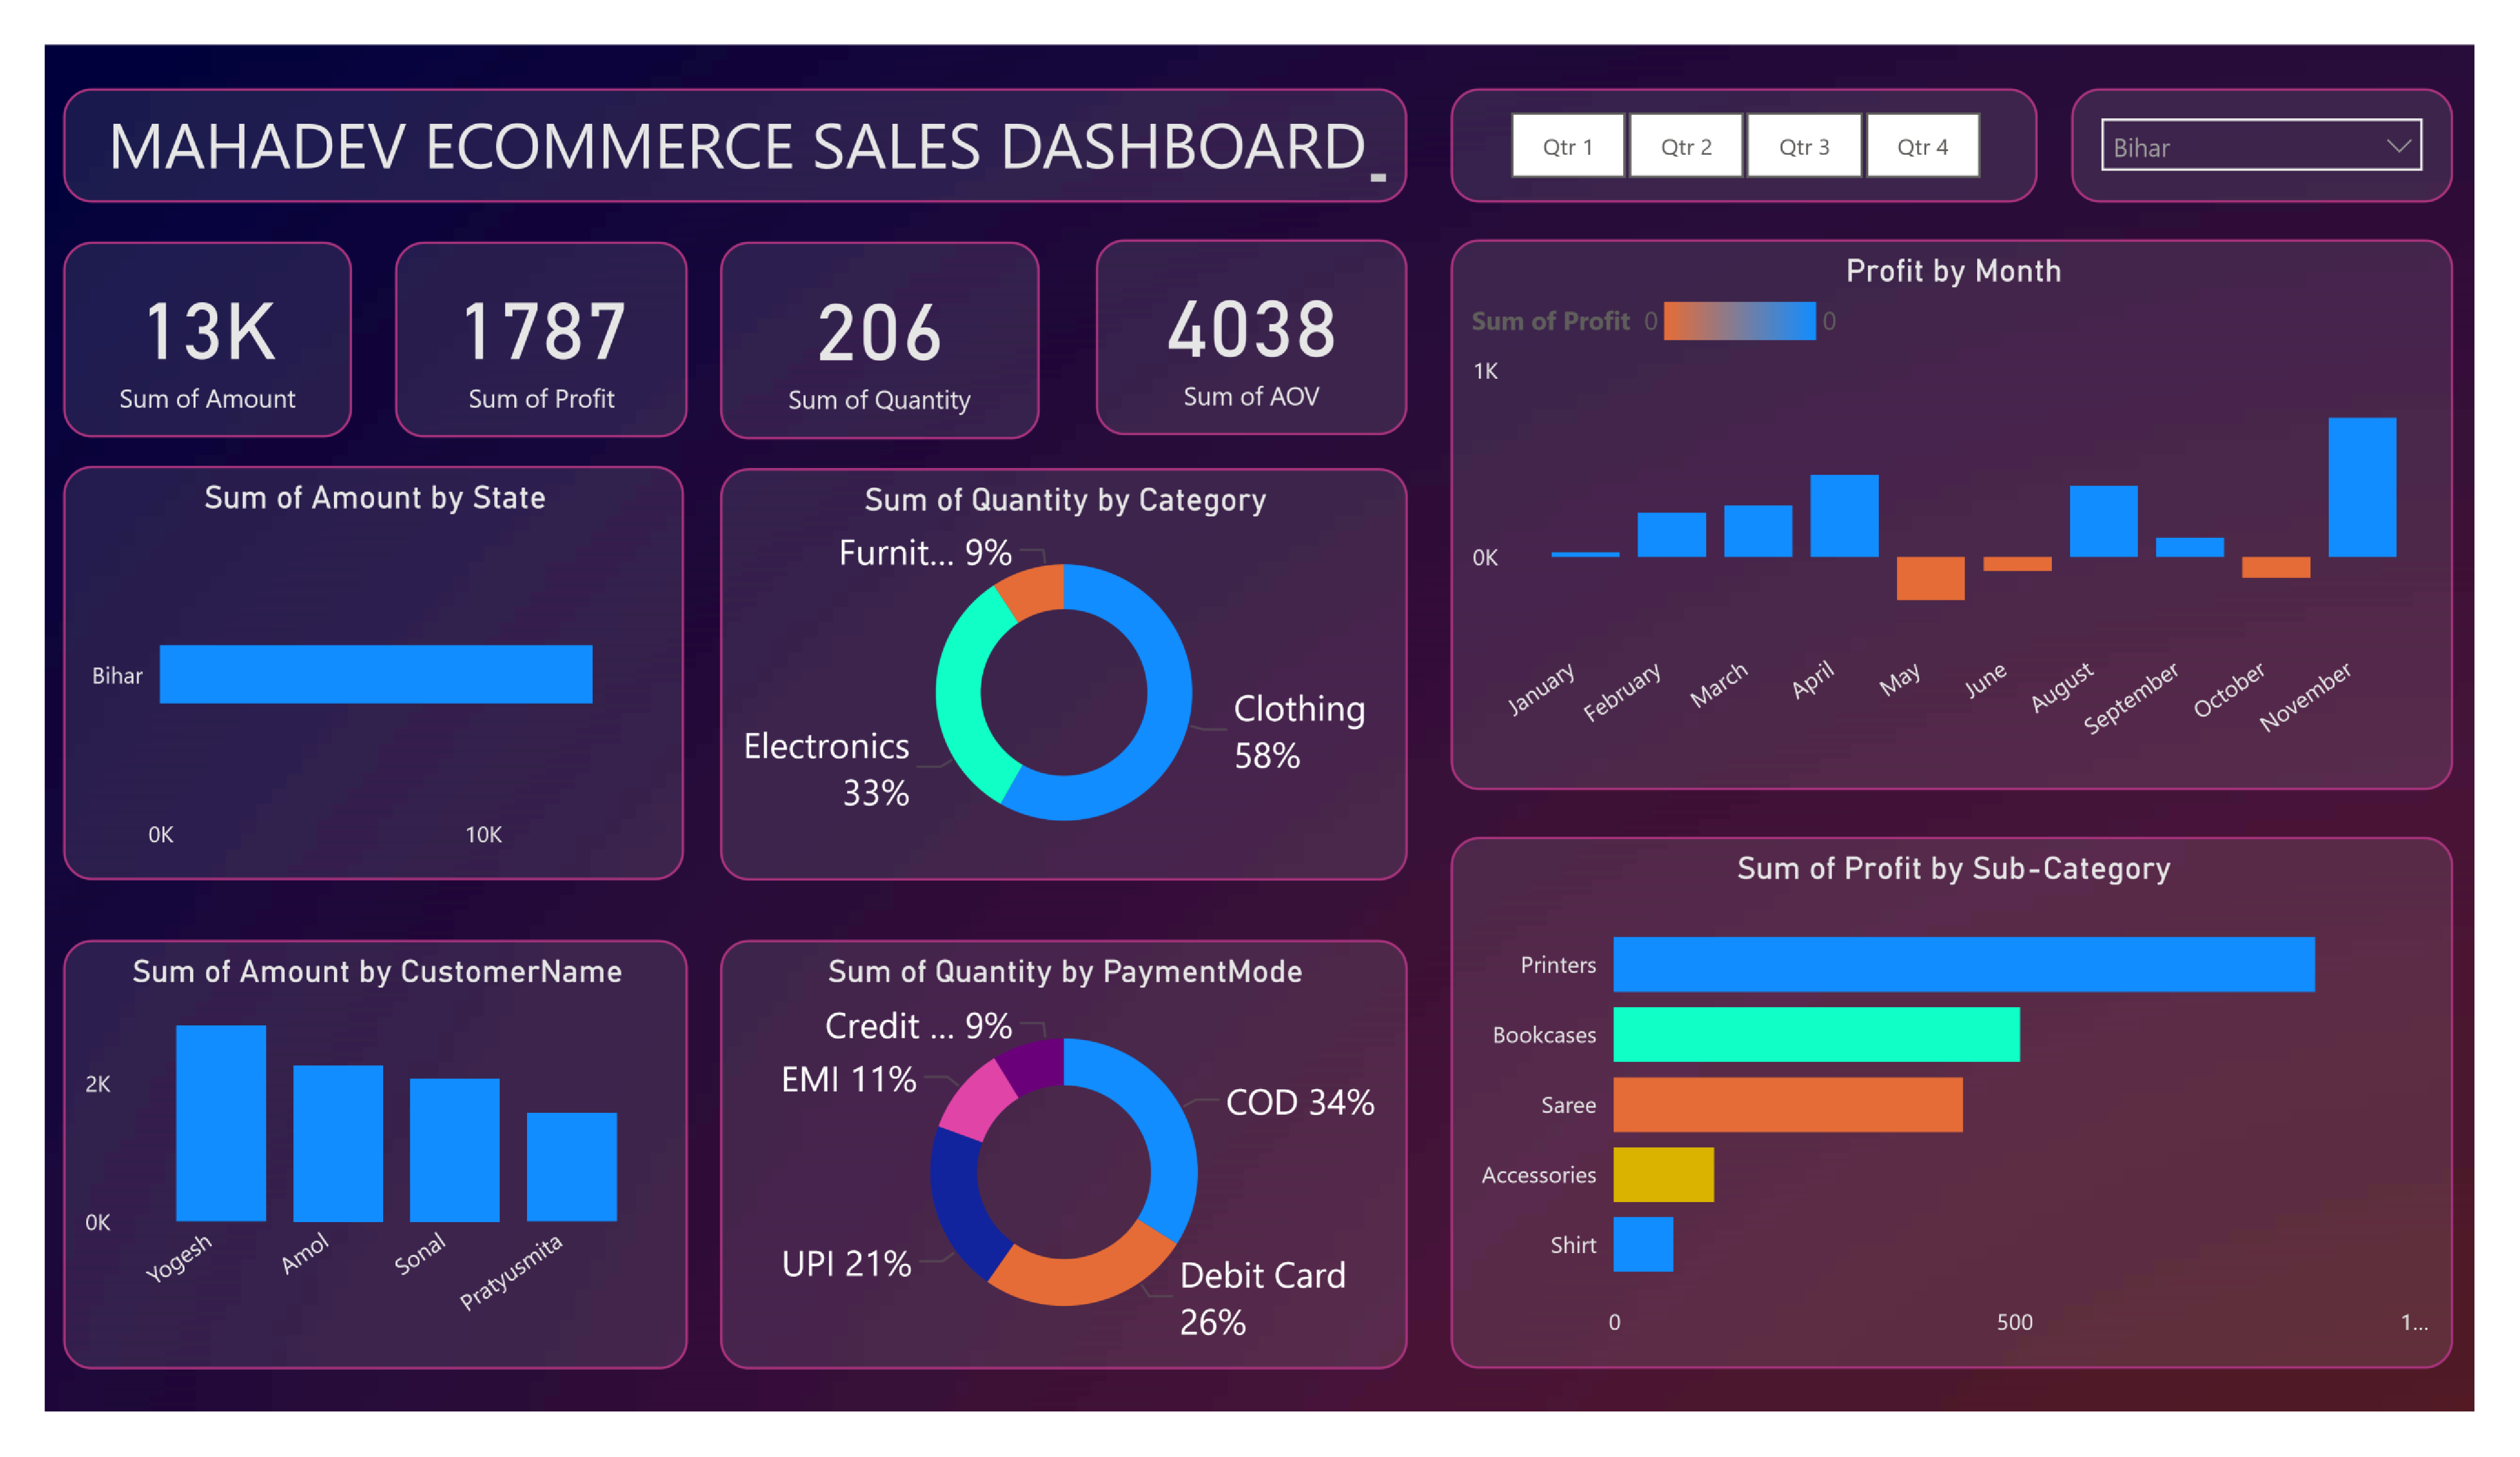 MAHADEV ECOMMERCE SALES DASHBOARD_
Qtr 1 Qtr 2 Qtr 3 Qtr 4
Bihar
13K
Sum of Amount
1787
Sum of Profit
206
Sum of Quantity
4038
Sum of AOV
Profit by Month
Sum of Profit 0 0
1K
0K
January February March April May June August September October November
Sum of Amount by State
Bihar
0K 10K
Sum of Quantity by Category
Furnit... 9%
Clothing
58%
Electronics
33%
Sum of Amount by CustomerName
2K
0K
Yogesh Amol Sonal Pratyusmita
Sum of Quantity by PaymentMode
Credit ... 9%
EMI 11%
COD 34%
UPI 21%
Debit Card
26%
Sum of Profit by Sub-Category
Printers
Bookcases
Saree
Accessories
Shirt
0 500 1...